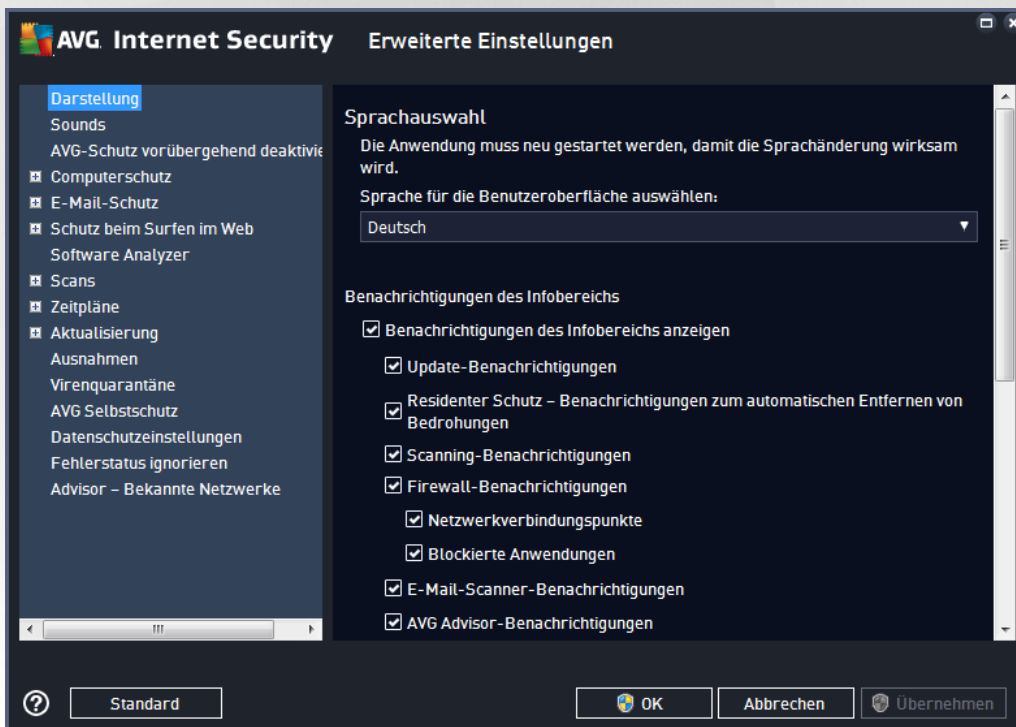 AVG Internet Security
Erweiterte Einstellungen
Darstellung
Sounds
AVG-Schutz vorübergehend deaktivie
Computerschutz
E-Mail-Schutz
Schutz beim Surfen im Web
Software Analyzer
Scans
Zeitpläne
Aktualisierung
Ausnahmen
Virenquarantäne
AVG Selbstschutz
Datenschutzeinstellungen
Fehlerstatus ignorieren
Advisor – Bekannte Netzwerke
Sprachauswahl
Die Anwendung muss neu gestartet werden, damit die Sprachänderung wirksam
wird.
Sprache für die Benutzeroberfläche auswählen:
Deutsch
Benachrichtigungen des Infobereichs
Benachrichtigungen des Infobereichs anzeigen
Update-Benachrichtigungen
Residenter Schutz – Benachrichtigungen zum automatischen Entfernen von
Bedrohungen
Scanning-Benachrichtigungen
Firewall-Benachrichtigungen
Netzwerkverbindungspunkte
Blockierte Anwendungen
E-Mail-Scanner-Benachrichtigungen
AVG Advisor-Benachrichtigungen
Standard
OK
Abbrechen
Übernehmen